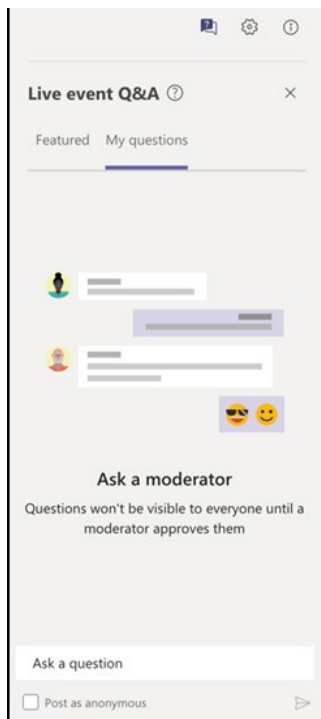 Live event Q&A
Featured My questions
Ask a moderator
Questions won't be visible to everyone until a
moderator approves them
Ask a question
Post as anonymous